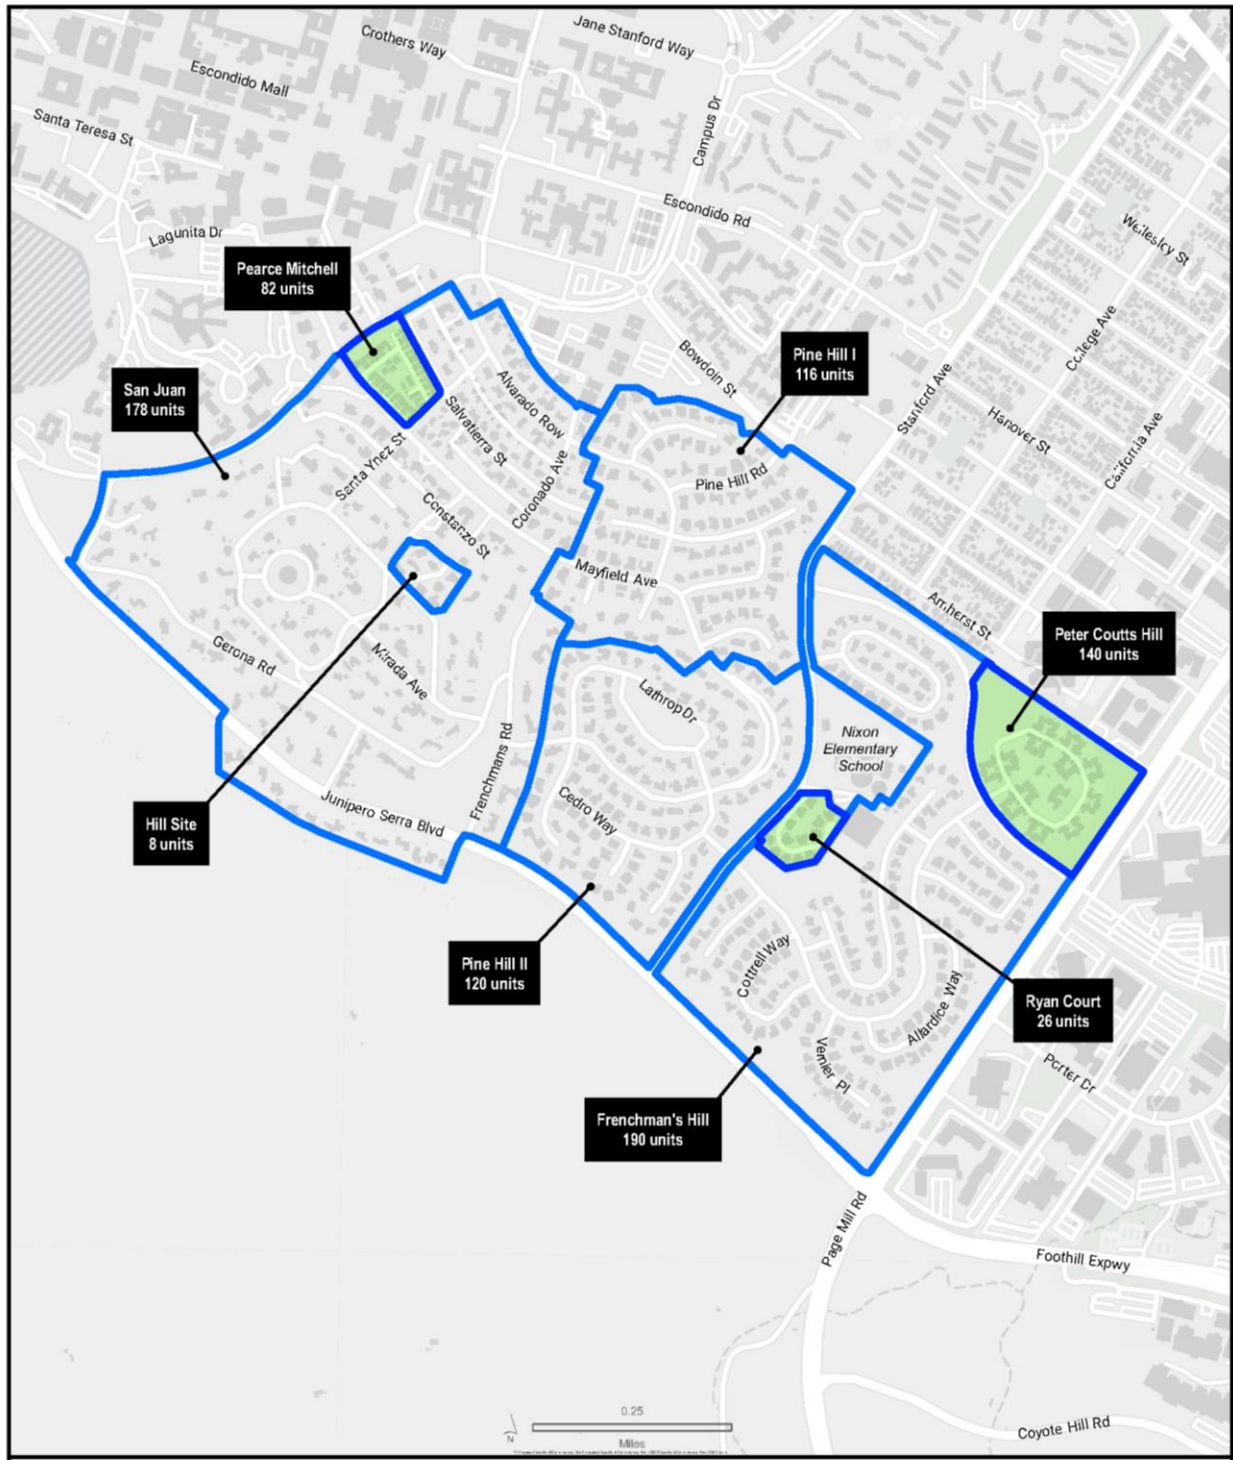 Crothers Way
Jane Stanford Way
Escondido Mall
Santa Teresa St
Campus Dr
Escondido Rd
Wellesley St
Lagunita Dr
Pearce Mitchell
82 units
College Ave
Bowdoin St
Pine Hill I
116 units
San Juan
178 units
Stanford Ave
Alvarado Row
Hanover St
Salvatierra St
California Ave
Santa Ynez St
Pine Hill Rd
Coronado Ave
Constanzo St
Mayfield Ave
Amherst St
Peter Coutts Hill
140 units
Gerona Rd
Mirada Ave
Lathrop Dr
Nixon
Elementary
School
Frenchmans Rd
Junipero Serra Blvd
Cedro Way
Hill Site
8 units
Pine Hill II
120 units
Cottrell Way
Allardice Way
Ryan Court
26 units
Vernier Pl
Porter Dr
Frenchman's Hill
190 units
Page Mill Rd
Foothill Expwy
Coyote Hill Rd
0.25
N
Miles